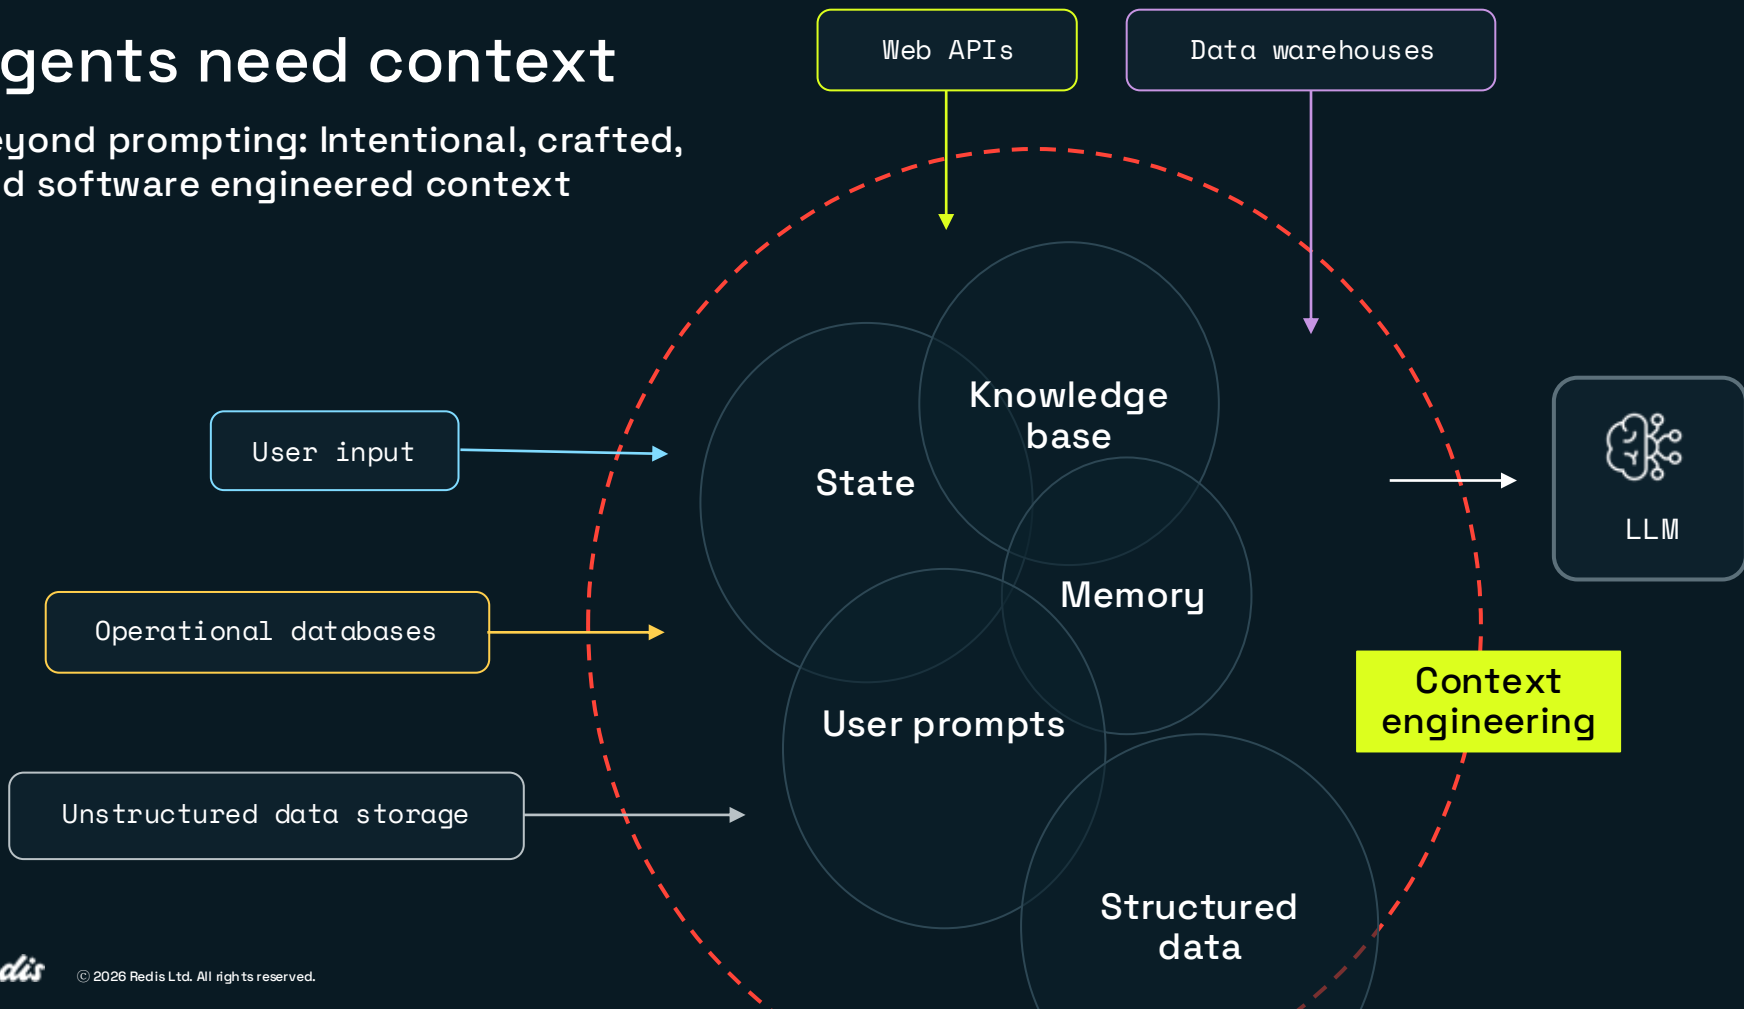 gents need context
eyond prompting: Intentional, crafted,
d software engineered context
Web APIs
Data warehouses
User input
Operational databases
Unstructured data storage
Knowledge
base
State
Memory
User prompts
Structured
data
LLM
Context
engineering
dis
© 2026 Redis Ltd. All rights reserved.